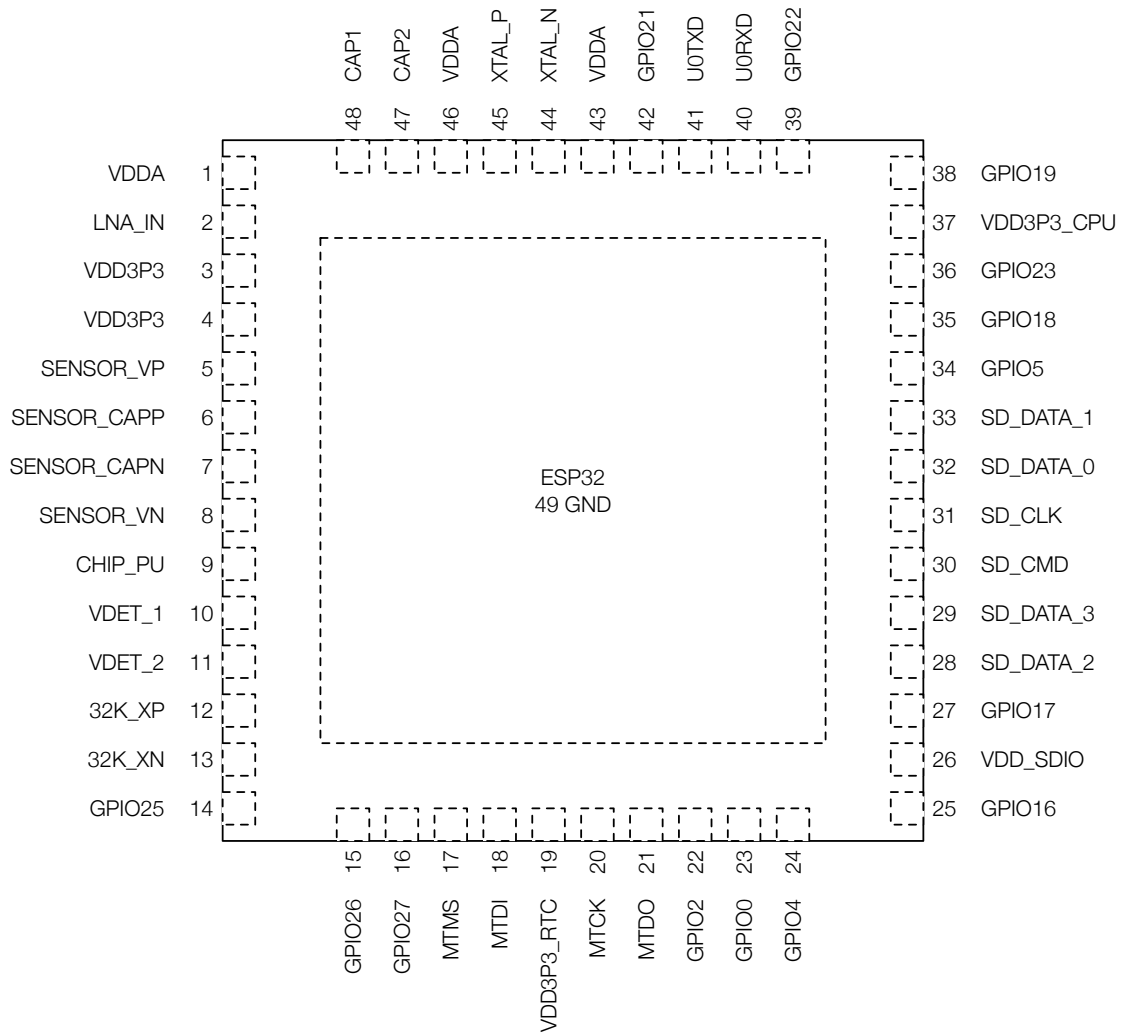 CAP1
CAP2
VDDA
XTAL_P
XTAL_N
VDDA
GPIO21
U0TXD
U0RXD
GPIO22
48
47
46
45
44
43
42
41
40
39
VDDA 1
LNA_IN 2
VDD3P3 3
VDD3P3 4
SENSOR_VP 5
SENSOR_CAPP 6
SENSOR_CAPN 7
SENSOR_VN 8
CHIP_PU 9
VDET_1 10
VDET_2 11
32K_XP 12
32K_XN 13
GPIO25 14
ESP32
49 GND
38 GPIO19
37 VDD3P3_CPU
36 GPIO23
35 GPIO18
34 GPIO5
33 SD_DATA_1
32 SD_DATA_0
31 SD_CLK
30 SD_CMD
29 SD_DATA_3
28 SD_DATA_2
27 GPIO17
26 VDD_SDIO
25 GPIO16
15
16
17
18
19
20
21
22
23
24
GPIO26
GPIO27
MTMS
MTDI
VDD3P3_RTC
MTCK
MTDO
GPIO2
GPIO0
GPIO4